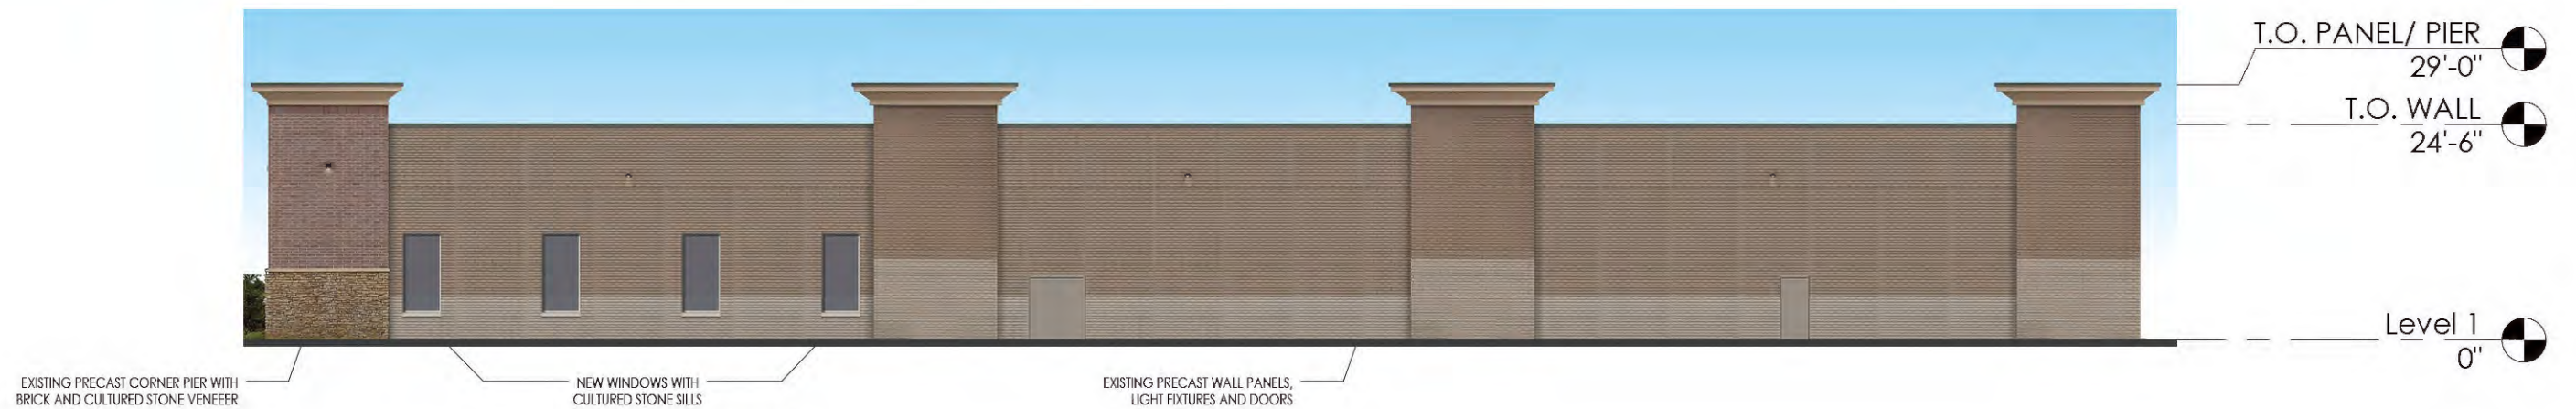 T.O. PANEL/ PIER
29'-0"
T.O. WALL
24'-6"
Level 1
0"
EXISTING PRECAST CORNER PIER WITH
BRICK AND CULTURED STONE VENEEER
NEW WINDOWS WITH
CULTURED STONE SILLS
EXISTING PRECAST WALL PANELS,
LIGHT FIXTURES AND DOORS